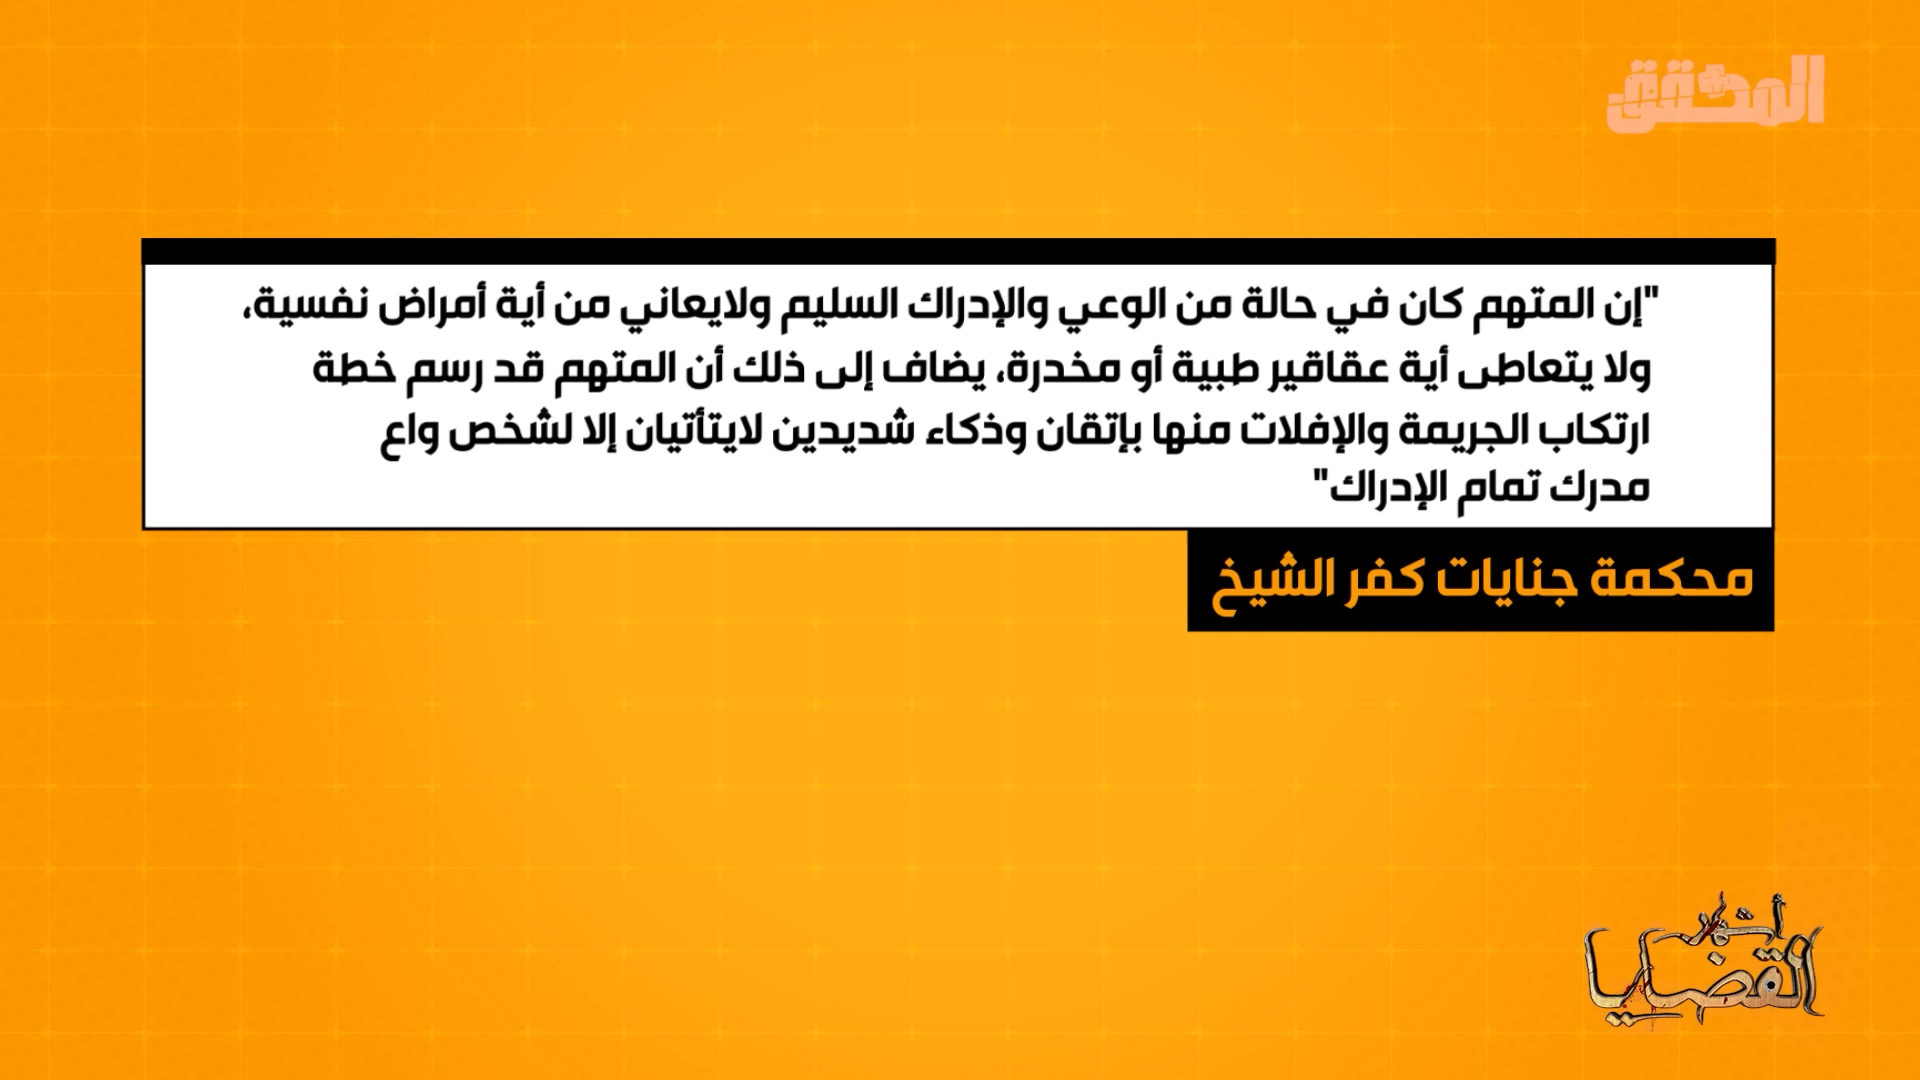 المحقق
"إن المتهم كان في حالة من الوعي والإدراك السليم ولايعاني من أية أمراض نفسية،
ولا يتعاطى أية عقاقير طبية أو مخدرة، يضاف إلى ذلك أن المتهم قد رسم خطة
ارتكاب الجريمة والإفلات منها بإتقان وذكاء شديدين لايتأتيان إلا لشخص واع
مدرك تمام الإدراك"
محكمة جنايات كفر الشيخ
أشهر
القضايا